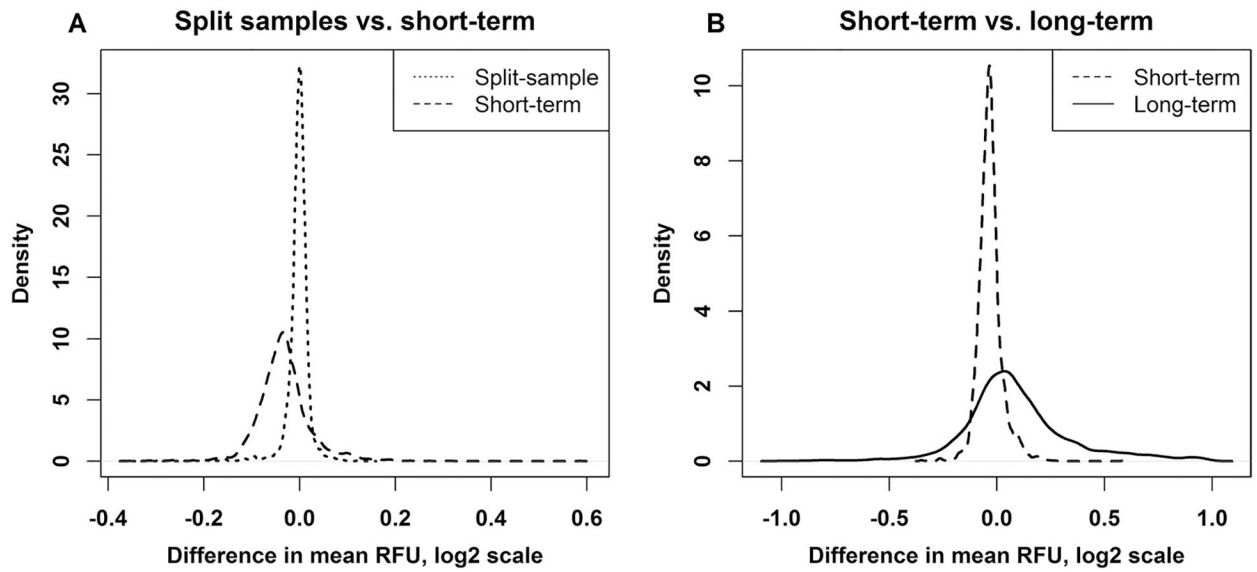 A Split samples vs. short-term
Split-sample
Short-term
Density
0 5 10 15 20 25 30
-0.4 -0.2 0.0 0.2 0.4 0.6
Difference in mean RFU, log2 scale
B Short-term vs. long-term
Short-term
Long-term
Density
0 2 4 6 8 10
-1.0 -0.5 0.0 0.5 1.0
Difference in mean RFU, log2 scale